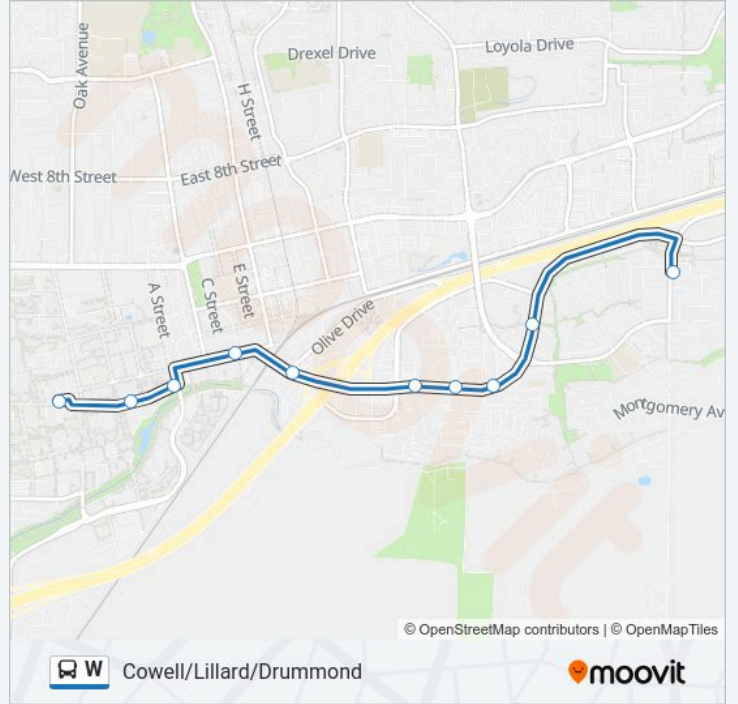 Oak Avenue
Drexel Drive
Loyola Drive
H Street
West 8th Street
East 8th Street
A Street
C Street
E Street
Olive Drive
Montgomery Av
© OpenStreetMap contributors | © OpenMapTiles
W Cowell/Lillard/Drummond
moovit